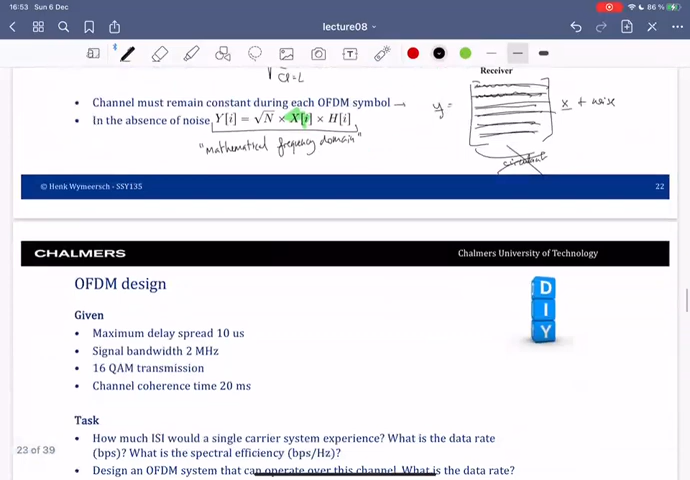 16:53 Sun 6 Dec
86 %
lecture08
CP=L
Receiver
Channel must remain constant during each OFDM symbol →
In the absence of noise Y[i] = √N × X[i] × H[i]
"Mathematical frequency domain"
y =
x + noise
circulant
© Henk Wymeersch - SSY135
22
CHALMERS
Chalmers University of Technology
OFDM design
D
I
Y
Given
• Maximum delay spread 10 us
• Signal bandwidth 2 MHz
• 16 QAM transmission
• Channel coherence time 20 ms
Task
• How much ISI would a single carrier system experience? What is the data rate
(bps)? What is the spectral efficiency (bps/Hz)?
• Design an OFDM system that can operate over this channel. What is the data rate?
23 of 39